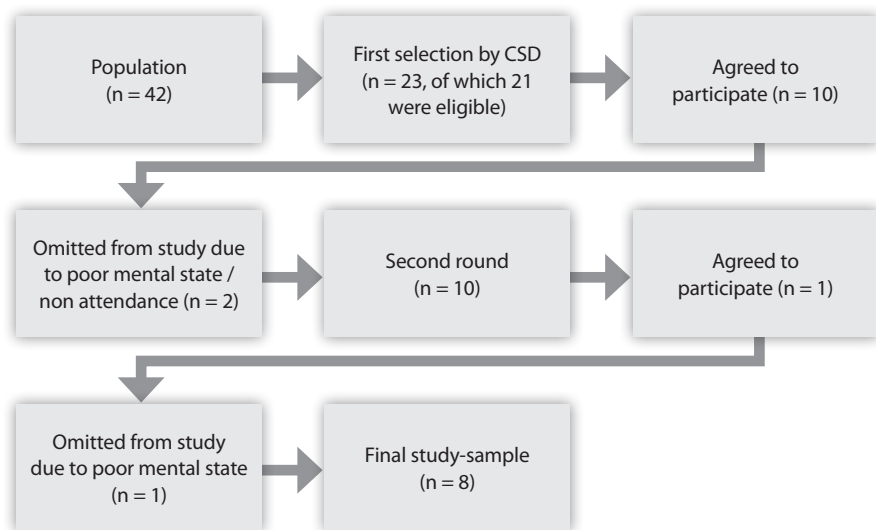 Population
(n = 42)
First selection by CSD
(n = 23, of which 21
were eligible)
Agreed to
participate (n = 10)
Omitted from study due
to poor mental state /
non attendance (n = 2)
Second round
(n = 10)
Agreed to
participate (n = 1)
Omitted from study
due to poor mental state
(n = 1)
Final study-sample
(n = 8)